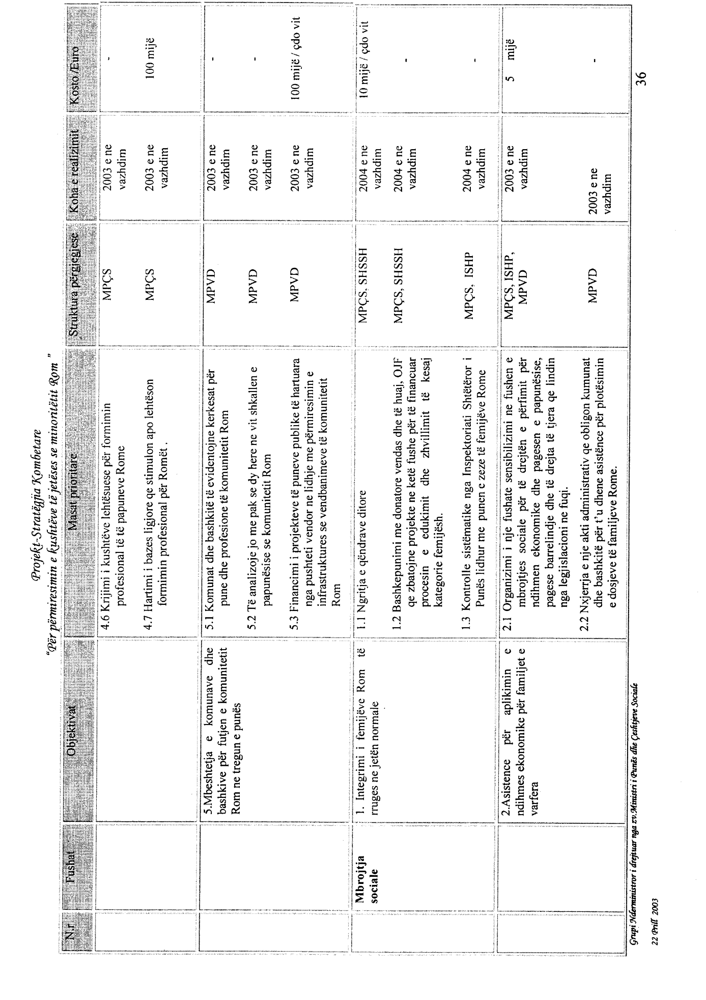 Projekt-Stratëgjia Kombetare
"Për përmiresimin e kushtëve të jetëses se minoritëtit Rom"
N.r
Fushat
Objektivat
Masat prioritare
Struktura përgjegjese
Koha e realizimit
Kosto /Euro
4.6 Krijimi i kushtëve lehtësuese për formimin
profesional të të papuneve Rome
MPÇS
2003 e ne
vazhdim
-
4.7 Hartimi i bazes ligjore qe stimulon apo lehtëson
formimin profesional për Romët .
MPÇS
2003 e ne
vazhdim
100 mijë
5.Mbeshtetja e komunave dhe
bashkive për futjen e komunitetit
Rom ne tregun e punës
5.1 Komunat dhe bashkitë të evidentojne kerkesat për
pune dhe profesione të komunitetit Rom
MPVD
2003 e ne
vazhdim
-
5.2 Të analizoje jo me pak se dy here ne vit shkallen e
papunësise se komunitetit Rom
MPVD
2003 e ne
vazhdim
-
5.3 Financimi i projekteve të puneve publike të hartuara
nga pushteti vendor ne lidhje me përmiresimin e
infrastruktures se vendbanimeve të komunitetit
Rom
MPVD
2003 e ne
vazhdim
100 mijë / çdo vit
Mbrojtja
sociale
1. Integrimi i femijëve Rom të
rruges ne jetën normale
1.1 Ngritja e qëndrave ditore
MPÇS, SHSSH
2004 e ne
vazhdim
10 mijë / çdo vit
1.2 Bashkepunimi me donatore vendas dhe të huaj, OJF
qe zbatojne projekte ne ketë fushe për të financuar
procesin e edukimit dhe zhvillimit të kesaj
kategorie femijësh.
MPÇS, SHSSH
2004 e ne
vazhdim
-
1.3 Kontrolle sistëmatike nga Inspektoriati Shtëtëror i
Punës lidhur me punen e zeze të femijëve Rome
MPÇS, ISHP
2004 e ne
vazhdim
-
2.Asistence për aplikimin e
ndihmes ekonomike për familjet e
varfera
2.1 Organizimi i nje fushate sensibilizimi ne fushen e
mbrojtjes sociale për të drejtën e përfimit për
ndihmen ekonomike dhe pagesen e papunësise,
pagese barrelindje dhe të drejta të tjera qe lindin
nga legjislacioni ne fuqi.
MPÇS, ISHP,
MPVD
2003 e ne
vazhdim
5 mijë
2.2 Nxjerrja e nje akti administrativ qe obligon kumunat
dhe bashkitë për t'u dhene asistënce për plotësimin
e dosjeve të familjeve Rome.
MPVD
2003 e ne
vazhdim
-
Grupi Nderministror i drejtuar nga zv.Ministri i Punës dhe Çeshtjeve Sociale
36
22 Prill 2003